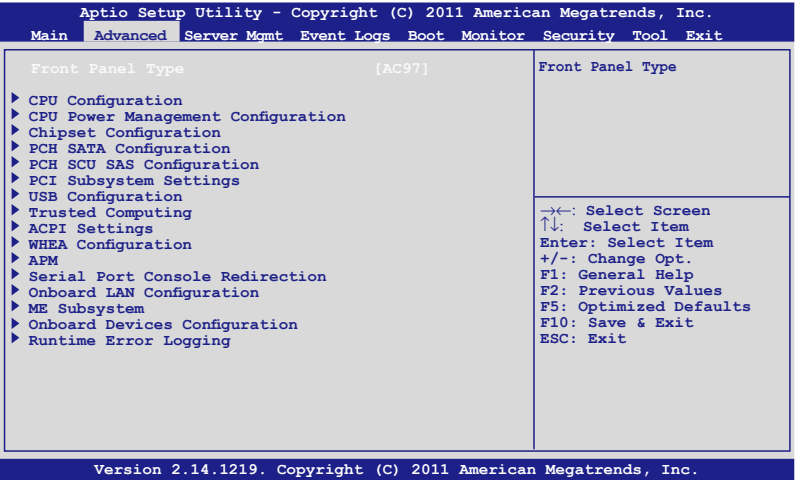 Aptio Setup Utility - Copyright (C) 2011 American Megatrends, Inc.
Main Advanced Server Mgmt Event Logs Boot Monitor Security Tool Exit
Front Panel Type [AC97]
CPU Configuration
CPU Power Management Configuration
Chipset Configuration
PCH SATA Configuration
PCH SCU SAS Configuration
PCI Subsystem Settings
USB Configuration
Trusted Computing
ACPI Settings
WHEA Configuration
APM
Serial Port Console Redirection
Onboard LAN Configuration
ME Subsystem
Onboard Devices Configuration
Runtime Error Logging
Front Panel Type
→←: Select Screen
↑↓: Select Item
Enter: Select Item
+/-: Change Opt.
F1: General Help
F2: Previous Values
F5: Optimized Defaults
F10: Save & Exit
ESC: Exit
Version 2.14.1219. Copyright (C) 2011 American Megatrends, Inc.